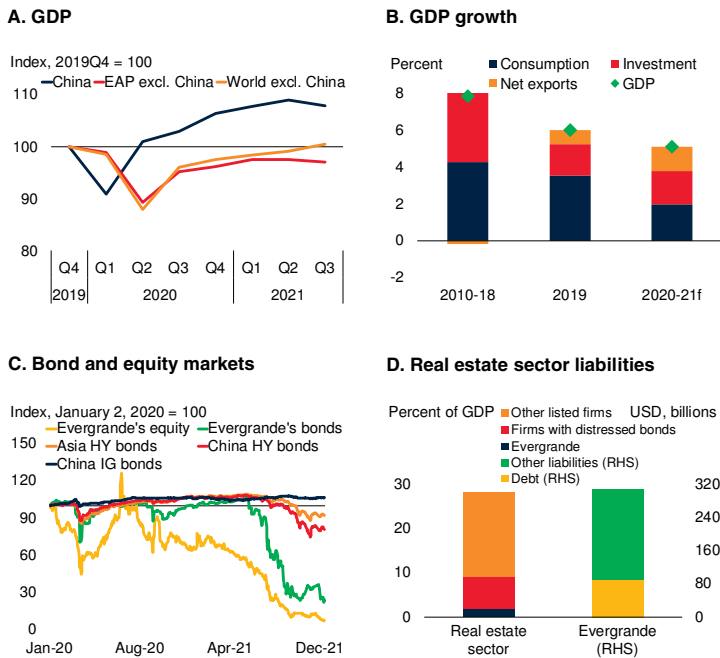 A. GDP
Index, 2019Q4 = 100
China EAP excl. China World excl. China
110
100
90
80
Q4 Q1 Q2 Q3 Q4 Q1 Q2 Q3
2019 2020 2021
B. GDP growth
Percent
Consumption Investment
Net exports GDP
8
6
4
2
0
-2
2010-18 2019 2020-21f
C. Bond and equity markets
Index, January 2, 2020 = 100
Evergrande's equity Evergrande's bonds
Asia HY bonds China HY bonds
China IG bonds
150
120
90
60
30
0
Jan-20 Aug-20 Apr-21 Dec-21
D. Real estate sector liabilities
Percent of GDP USD, billions
Other listed firms
Firms with distressed bonds
Evergrande
Other liabilities (RHS)
Debt (RHS)
30 320
20 240
160
10 80
0 0
Real estate Evergrande
sector (RHS)